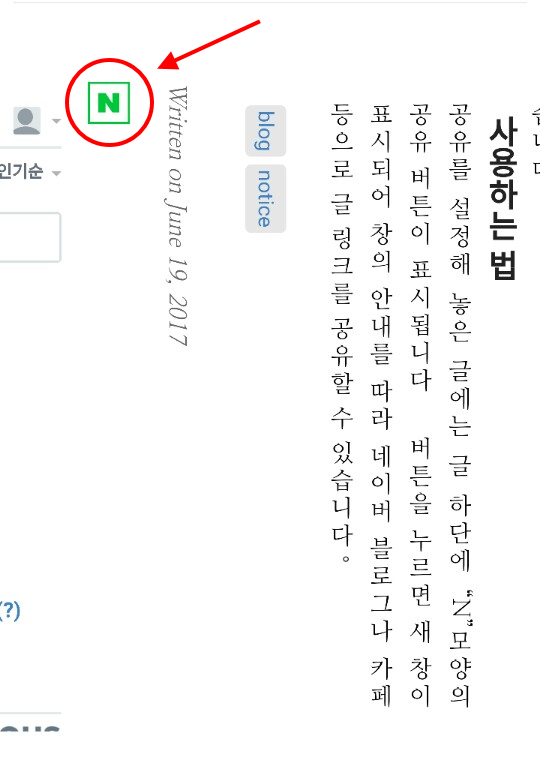 사용하는 법
공유를 설정해 놓은 글에는 글 하단에 “N”모양의
공유 버튼이 표시됩니다 버튼을 누르면 새 창이
표시되어 창의 안내를 따라 네이버 블로그나 카페
등으로 글 링크를 공유할 수 있습니다.
blog
notice
Written on June 19, 2017
N
인기순
(?)